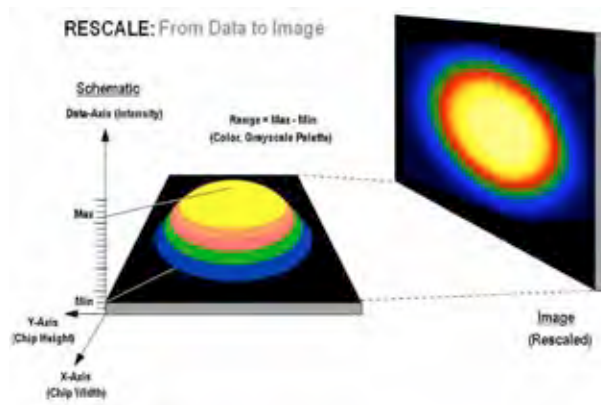 RESCALE: From Data to Image
Schematic
Data-Axis (Intensity)
Range = Max - Min
(Color, Greyscale Palette)
Max
Min
Y-Axis
(Chip Height)
X-Axis
(Chip Width)
Image
(Rescaled)